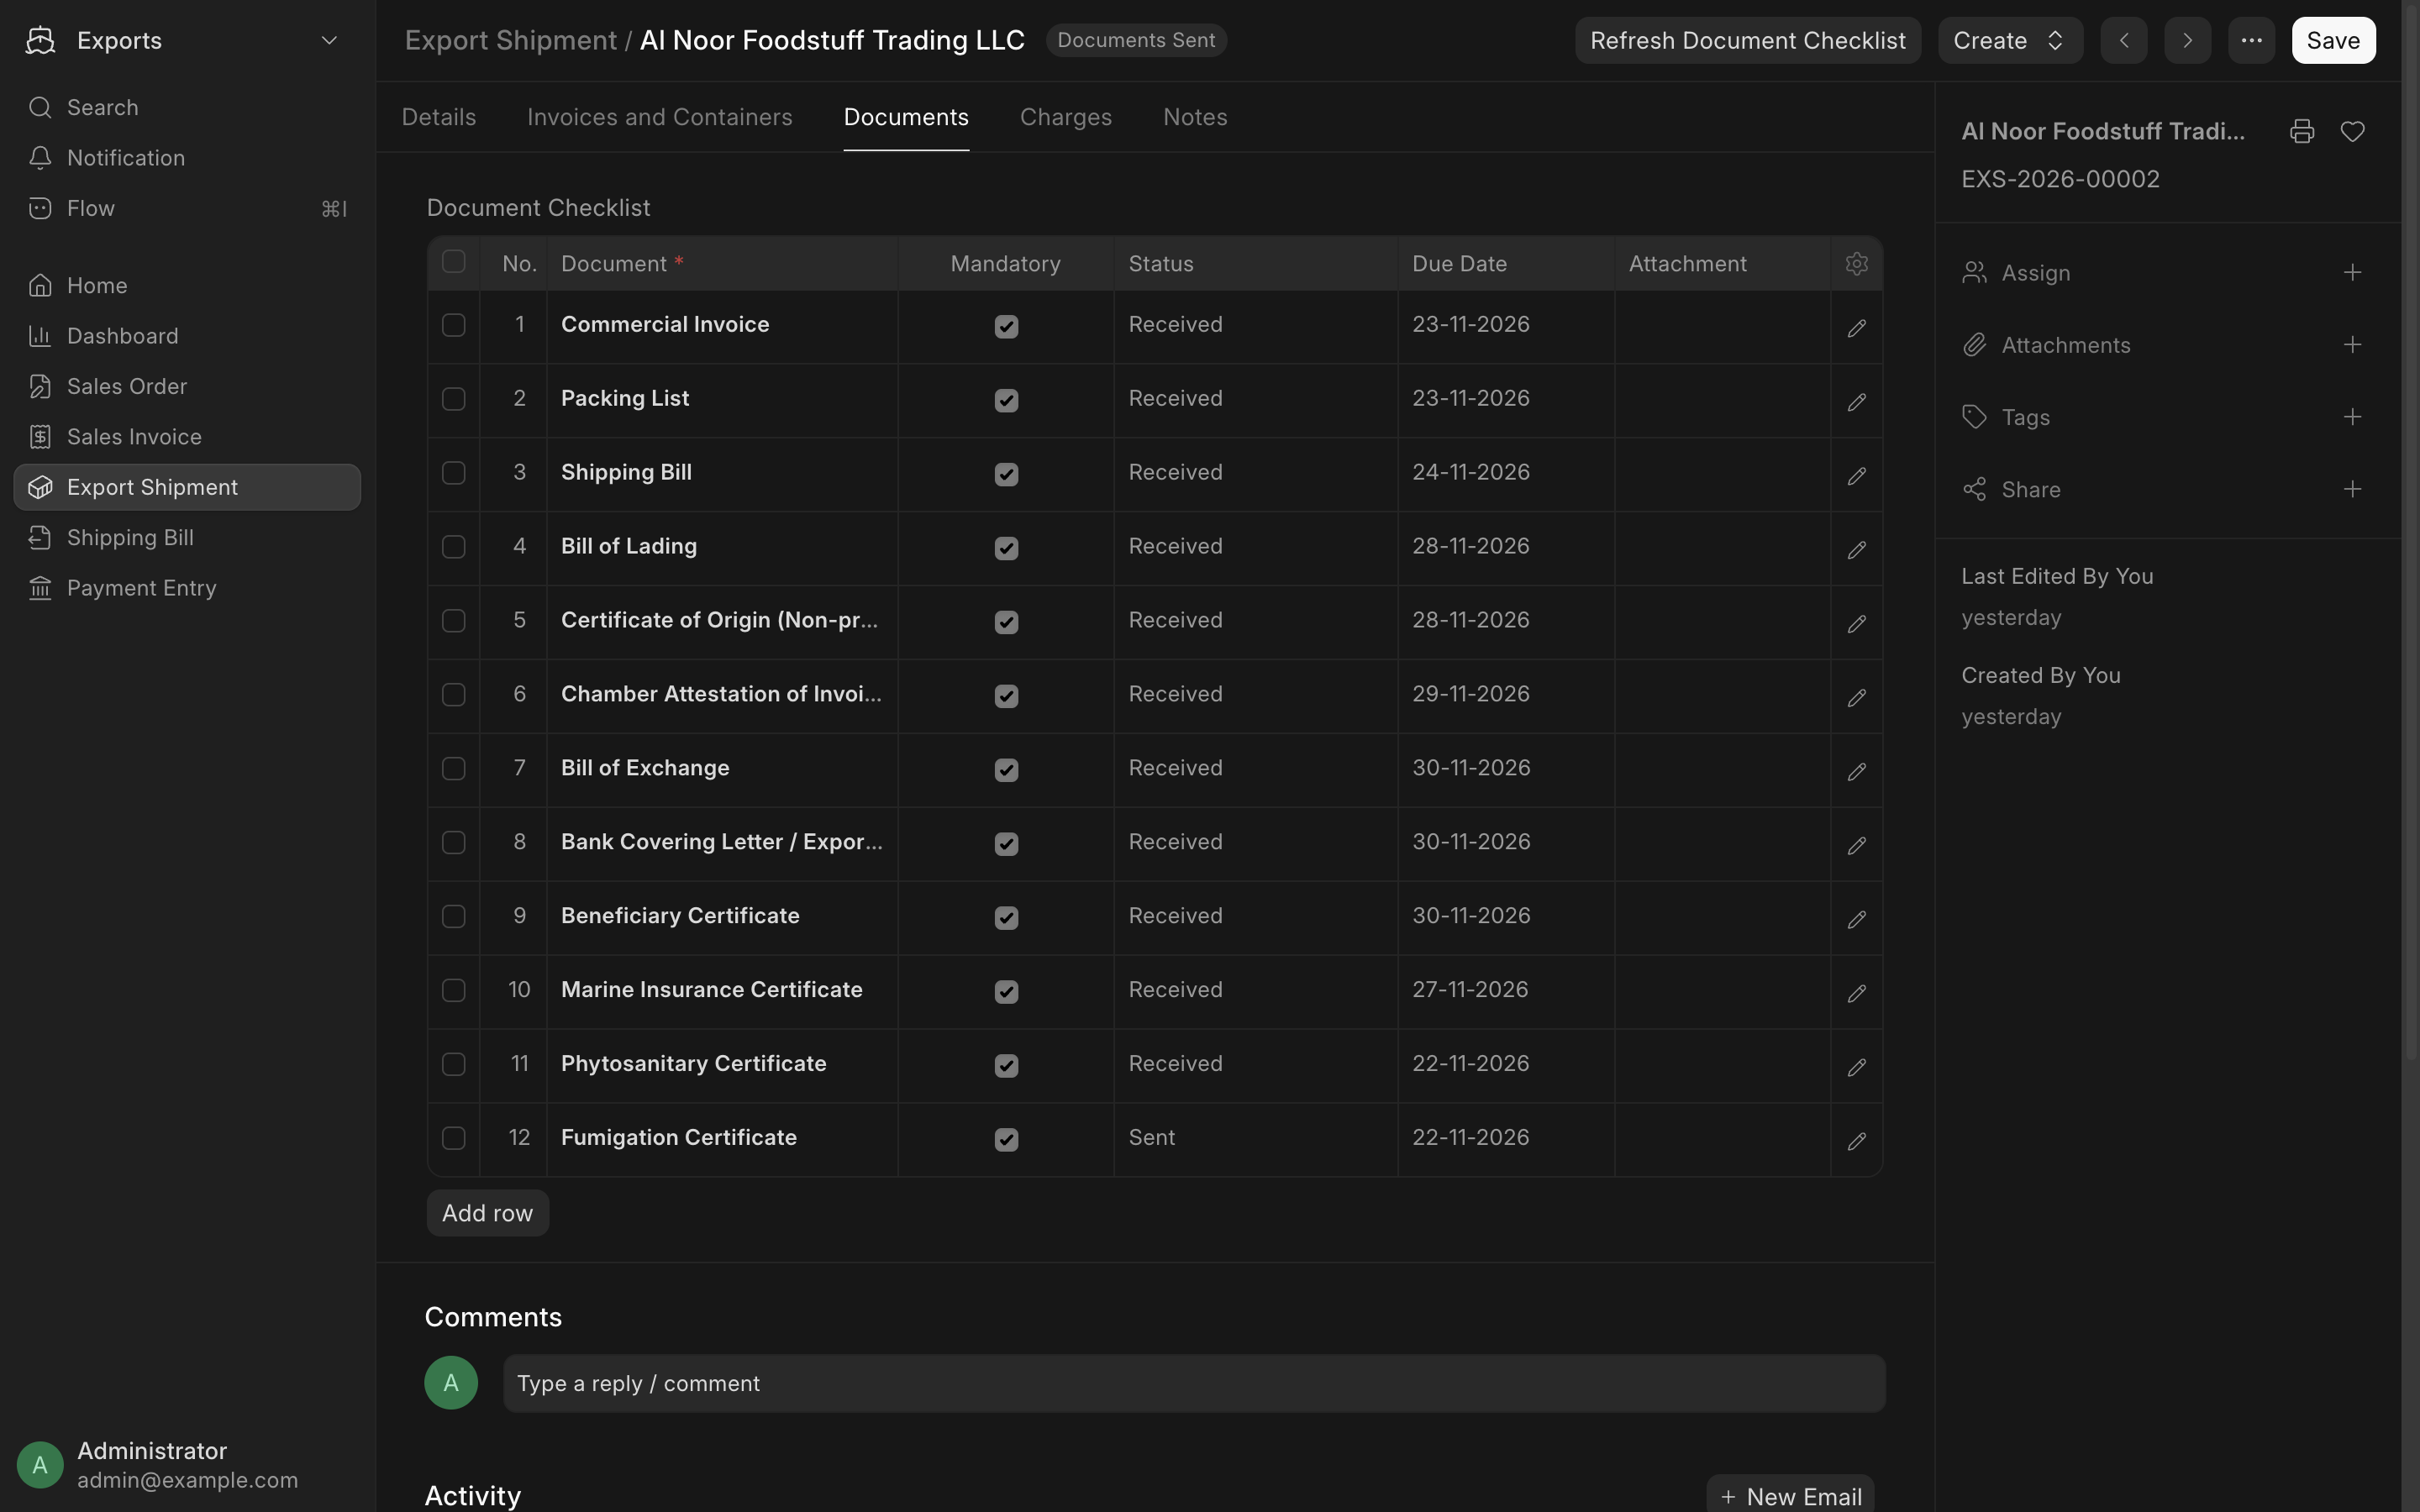 Exports
Search
Notification
Flow ⌘I
Home
Dashboard
Sales Order
Sales Invoice
Export Shipment
Shipping Bill
Payment Entry
A Administrator
admin@example.com
Export Shipment / Al Noor Foodstuff Trading LLC Documents Sent
Refresh Document Checklist Create ... Save
Details Invoices and Containers Documents Charges Notes
Document Checklist
No. Document * Mandatory Status Due Date Attachment
1 Commercial Invoice Received 23-11-2026
2 Packing List Received 23-11-2026
3 Shipping Bill Received 24-11-2026
4 Bill of Lading Received 28-11-2026
5 Certificate of Origin (Non-pr... Received 28-11-2026
6 Chamber Attestation of Invoi... Received 29-11-2026
7 Bill of Exchange Received 30-11-2026
8 Bank Covering Letter / Expor... Received 30-11-2026
9 Beneficiary Certificate Received 30-11-2026
10 Marine Insurance Certificate Received 27-11-2026
11 Phytosanitary Certificate Received 22-11-2026
12 Fumigation Certificate Sent 22-11-2026
Add row
Comments
A Type a reply / comment
Activity + New Email
Al Noor Foodstuff Tradi...
EXS-2026-00002
Assign +
Attachments +
Tags +
Share +
Last Edited By You
yesterday
Created By You
yesterday